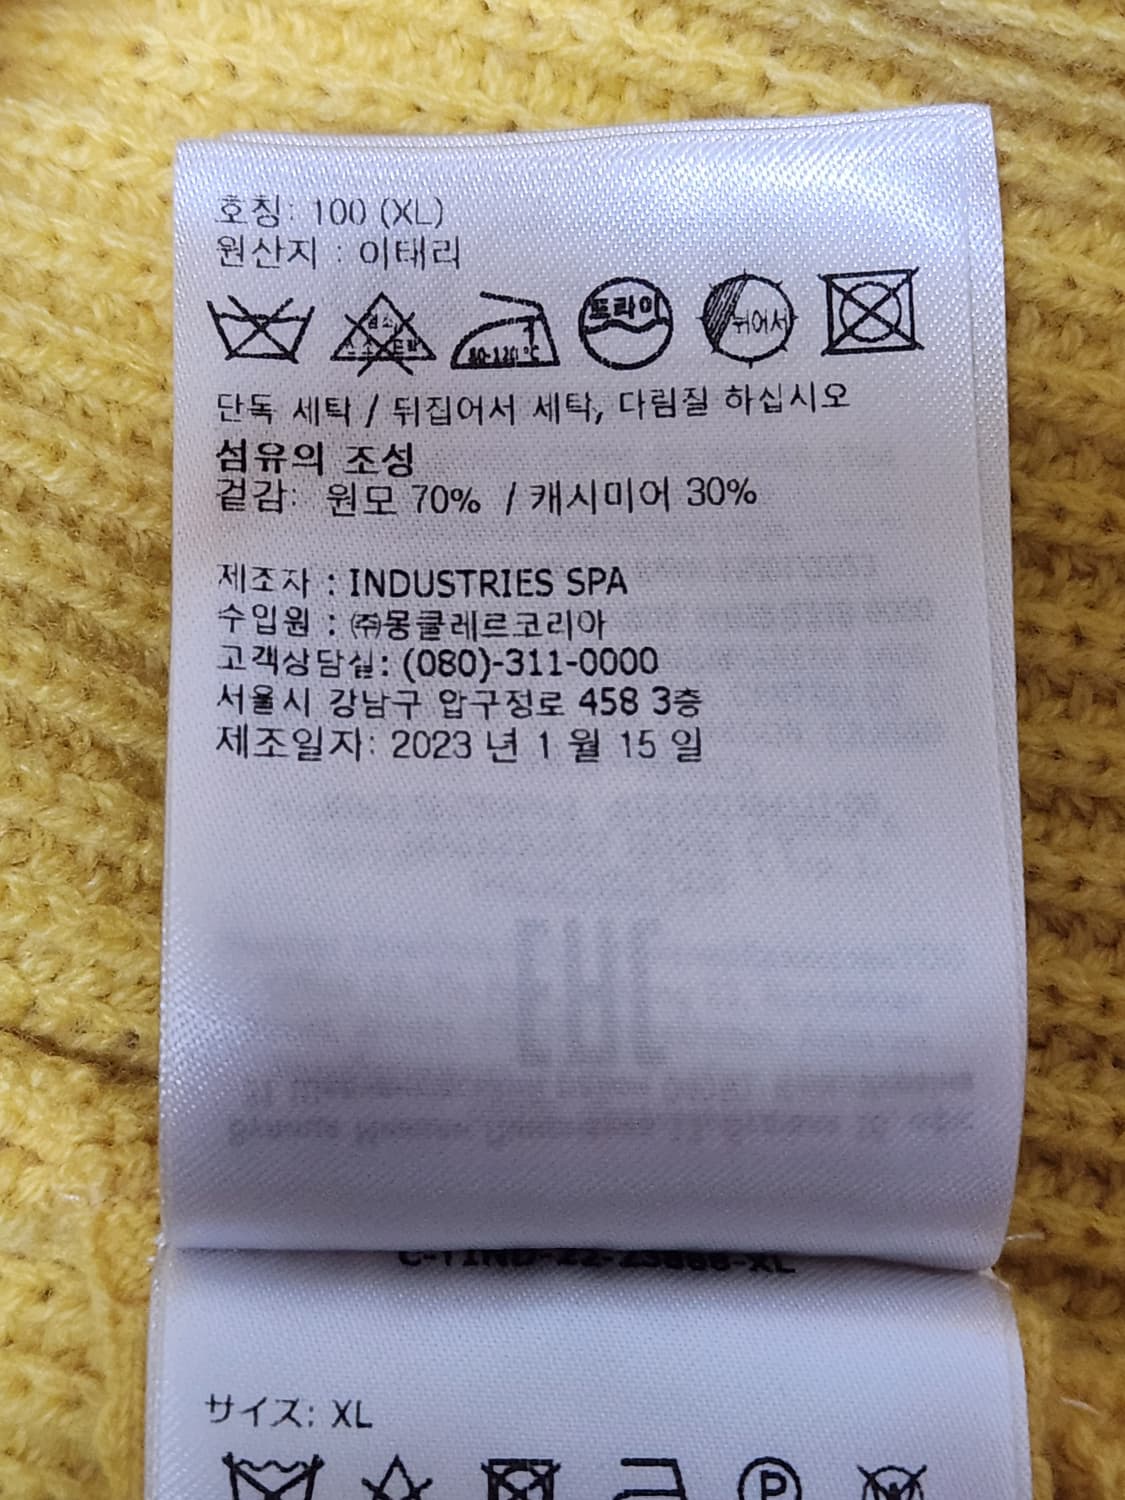 호칭: 100 (XL)
원산지 : 이태리
드라이
80-120°C
뉘어서
단독 세탁 / 뒤집어서 세탁, 다림질 하십시오
섬유의 조성
겉감: 원모 70% / 캐시미어 30%
제조자 : INDUSTRIES SPA
수입원 : ㈜몽클레르코리아
고객상담실: (080)-311-0000
서울시 강남구 압구정로 458 3층
제조일자: 2023 년 1 월 15 일
サイズ: XL
P